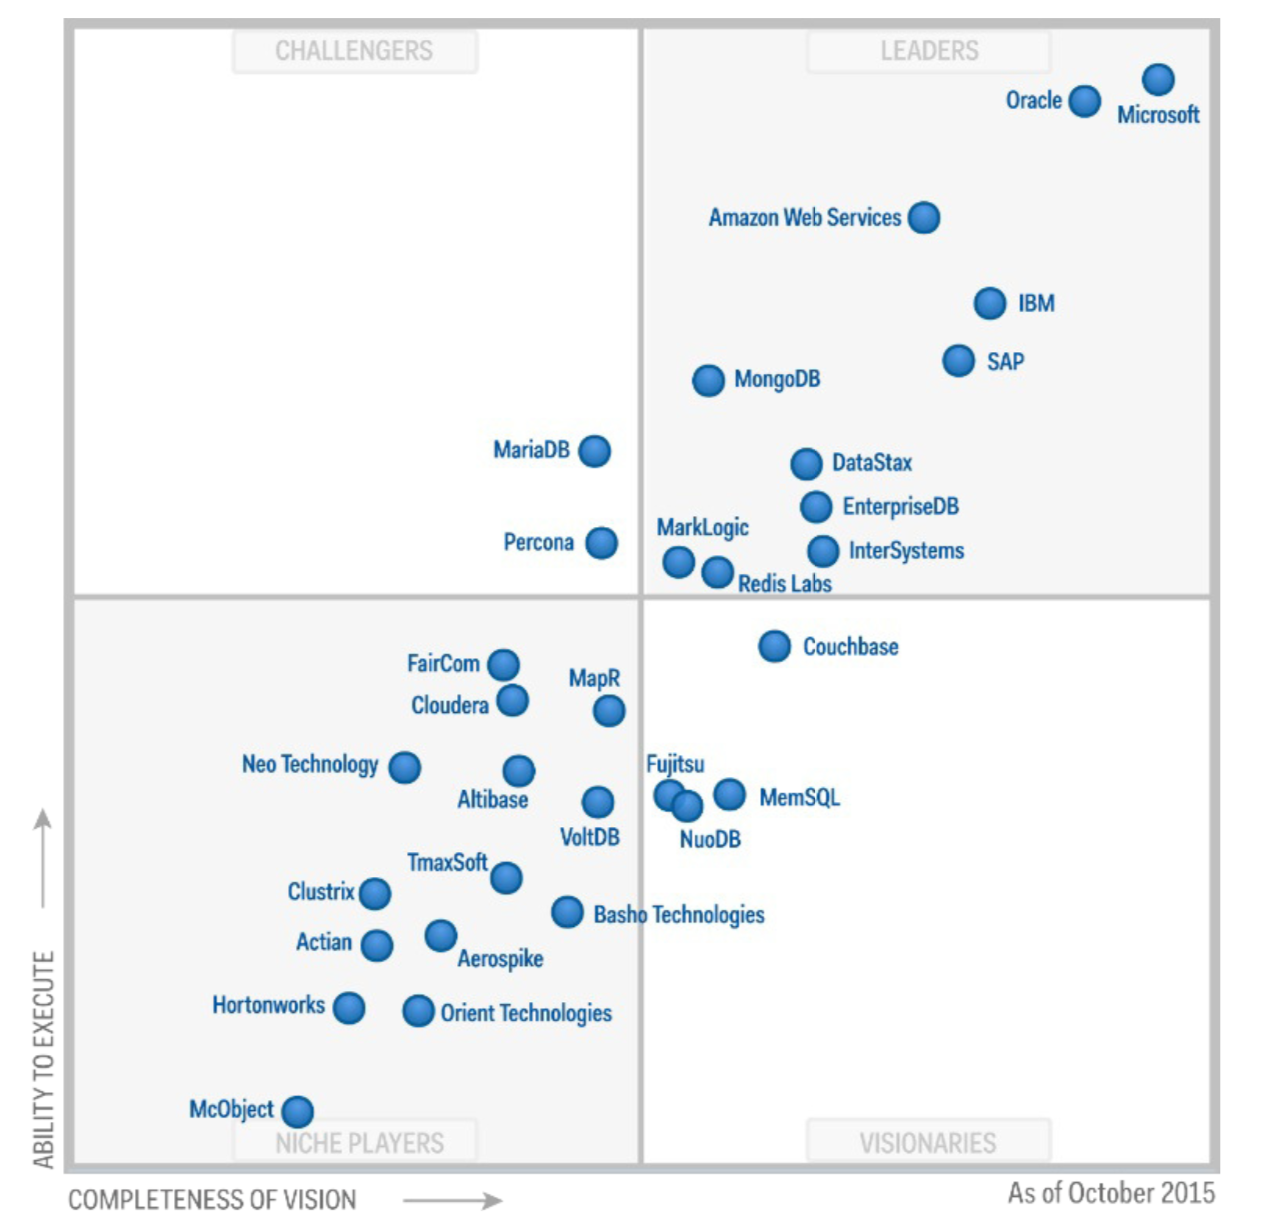 CHALLENGERS
LEADERS
Oracle
Microsoft
Amazon Web Services
IBM
SAP
MongoDB
MariaDB
DataStax
EnterpriseDB
MarkLogic
Percona
InterSystems
Redis Labs
Couchbase
FairCom
MapR
Cloudera
Neo Technology
Fujitsu
Altibase
MemSQL
VoltDB
NuoDB
TmaxSoft
Clustrix
Basho Technologies
Actian
Aerospike
Hortonworks
Orient Technologies
McObject
NICHE PLAYERS
VISIONARIES
ABILITY TO EXECUTE
COMPLETENESS OF VISION
As of October 2015